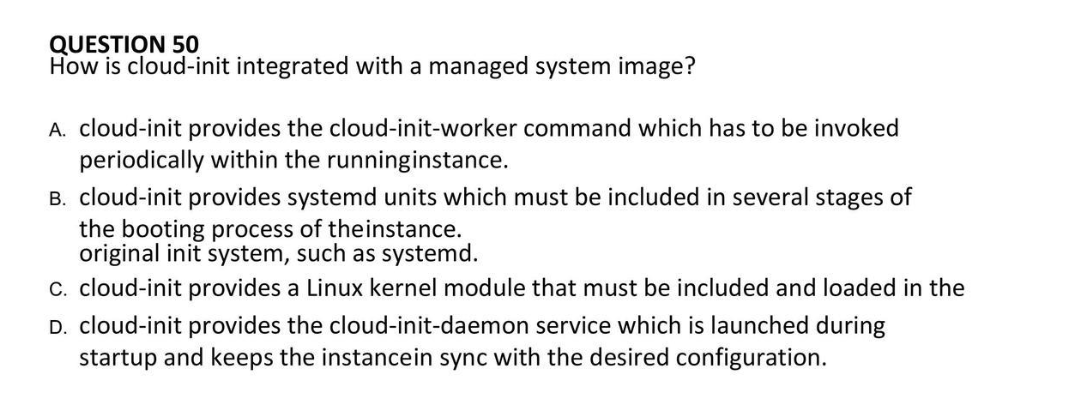 QUESTION 50
How is cloud-init integrated with a managed system image?
A. cloud-init provides the cloud-init-worker command which has to be invoked
periodically within the runninginstance.
B. cloud-init provides systemd units which must be included in several stages of
the booting process of theinstance.
original init system, such as systemd.
C. cloud-init provides a Linux kernel module that must be included and loaded in the
D. cloud-init provides the cloud-init-daemon service which is launched during
startup and keeps the instancein sync with the desired configuration.